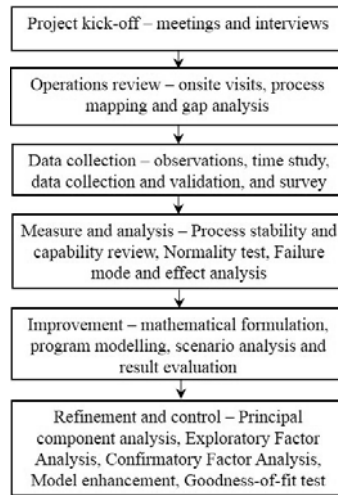 Project kick-off – meetings and interviews
Operations review – onsite visits, process
mapping and gap analysis
Data collection – observations, time study,
data collection and validation, and survey
Measure and analysis – Process stability and
capability review, Normality test, Failure
mode and effect analysis
Improvement – mathematical formulation,
program modelling, scenario analysis and
result evaluation
Refinement and control – Principal
component analysis, Exploratory Factor
Analysis, Confirmatory Factor Analysis,
Model enhancement, Goodness-of-fit test